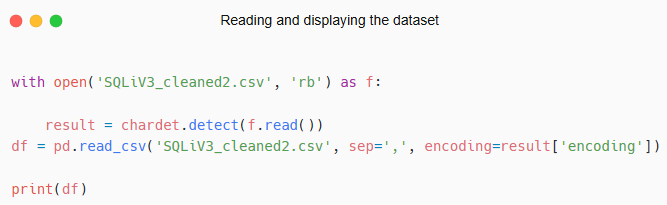 Reading and displaying the dataset
with open('SQLiV3_cleaned2.csv', 'rb') as f:
    result = chardet.detect(f.read())
df = pd.read_csv('SQLiV3_cleaned2.csv', sep=',', encoding=result['encoding'])
print(df)